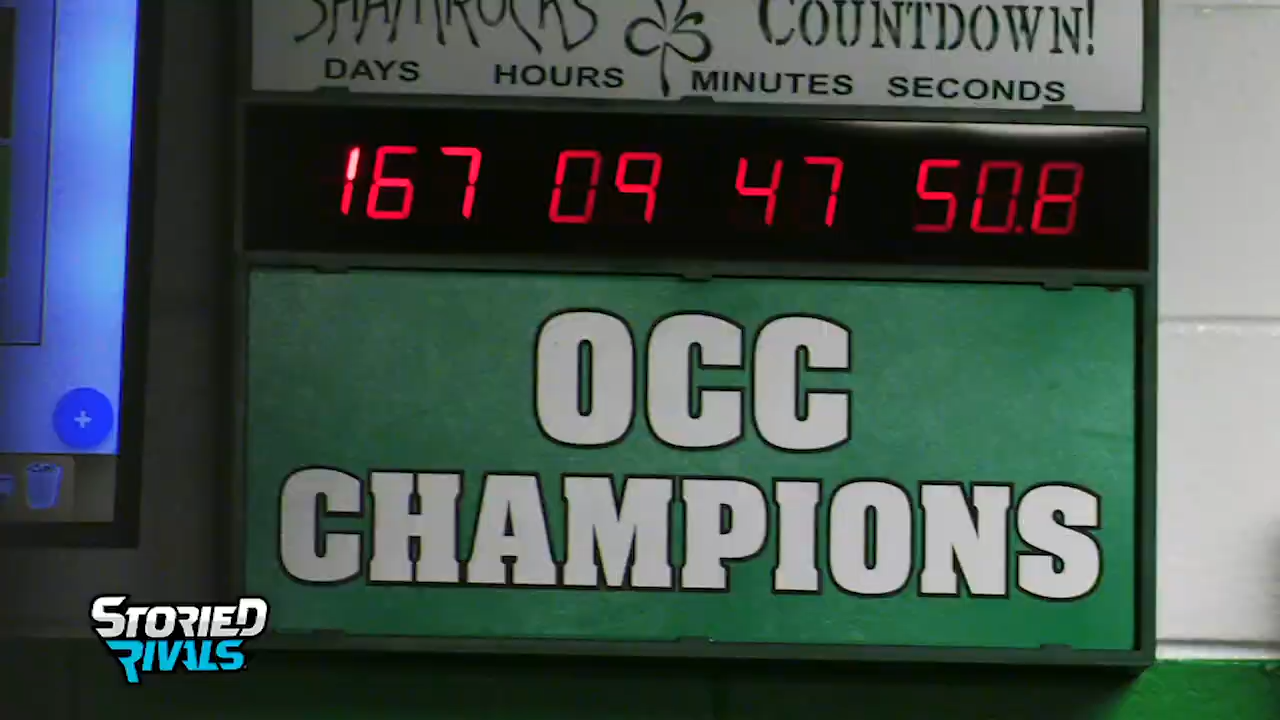 SHAMROCKS COUNTDOWN!
DAYS HOURS MINUTES SECONDS
167 09 47 50.8
OCC
CHAMPIONS
STORIED
RIVALS